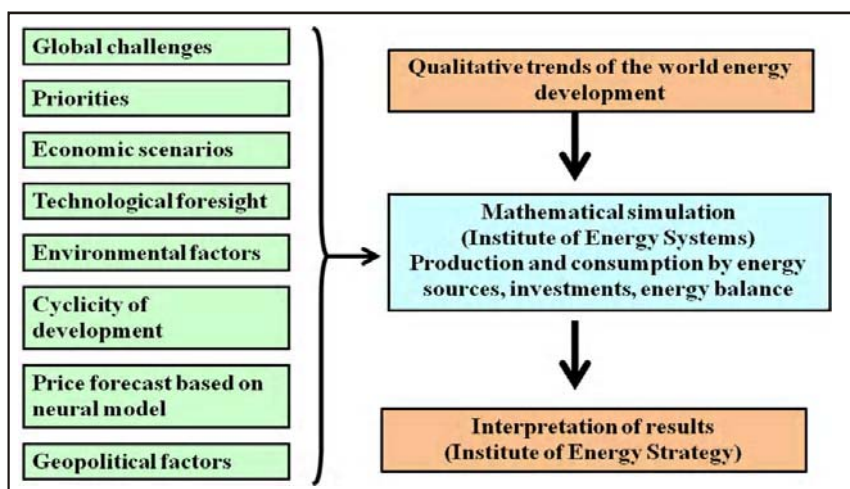 Global challenges
Priorities
Economic scenarios
Technological foresight
Environmental factors
Cyclicity of
development
Price forecast based on
neural model
Geopolitical factors
Qualitative trends of the world energy
development
Mathematical simulation
(Institute of Energy Systems)
Production and consumption by energy
sources, investments, energy balance
Interpretation of results
(Institute of Energy Strategy)